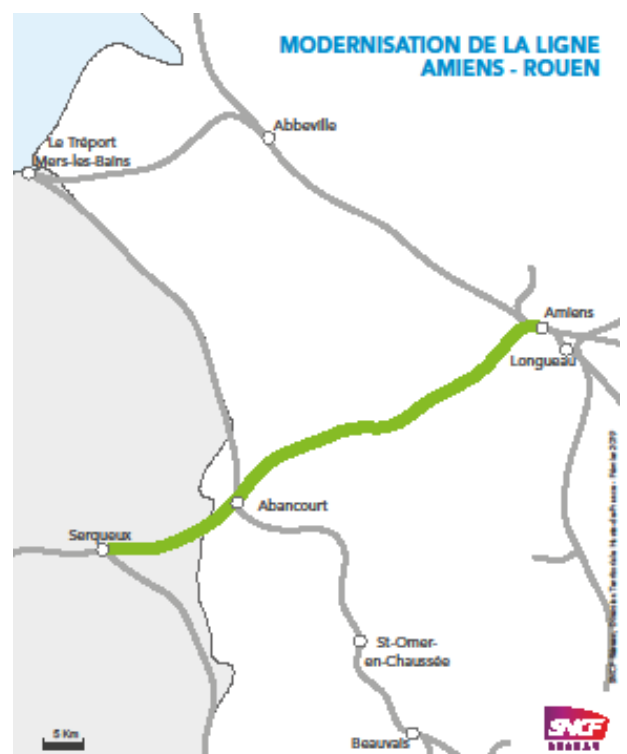 MODERNISATION DE LA LIGNE
AMIENS - ROUEN
Abbeville
Le Tréport
Mers-les-Bains
Amiens
Longueau
Abancourt
Serqueux
St-Omer-
en-Chaussée
Beauvais
5 Km
SNCF
RÉSEAU